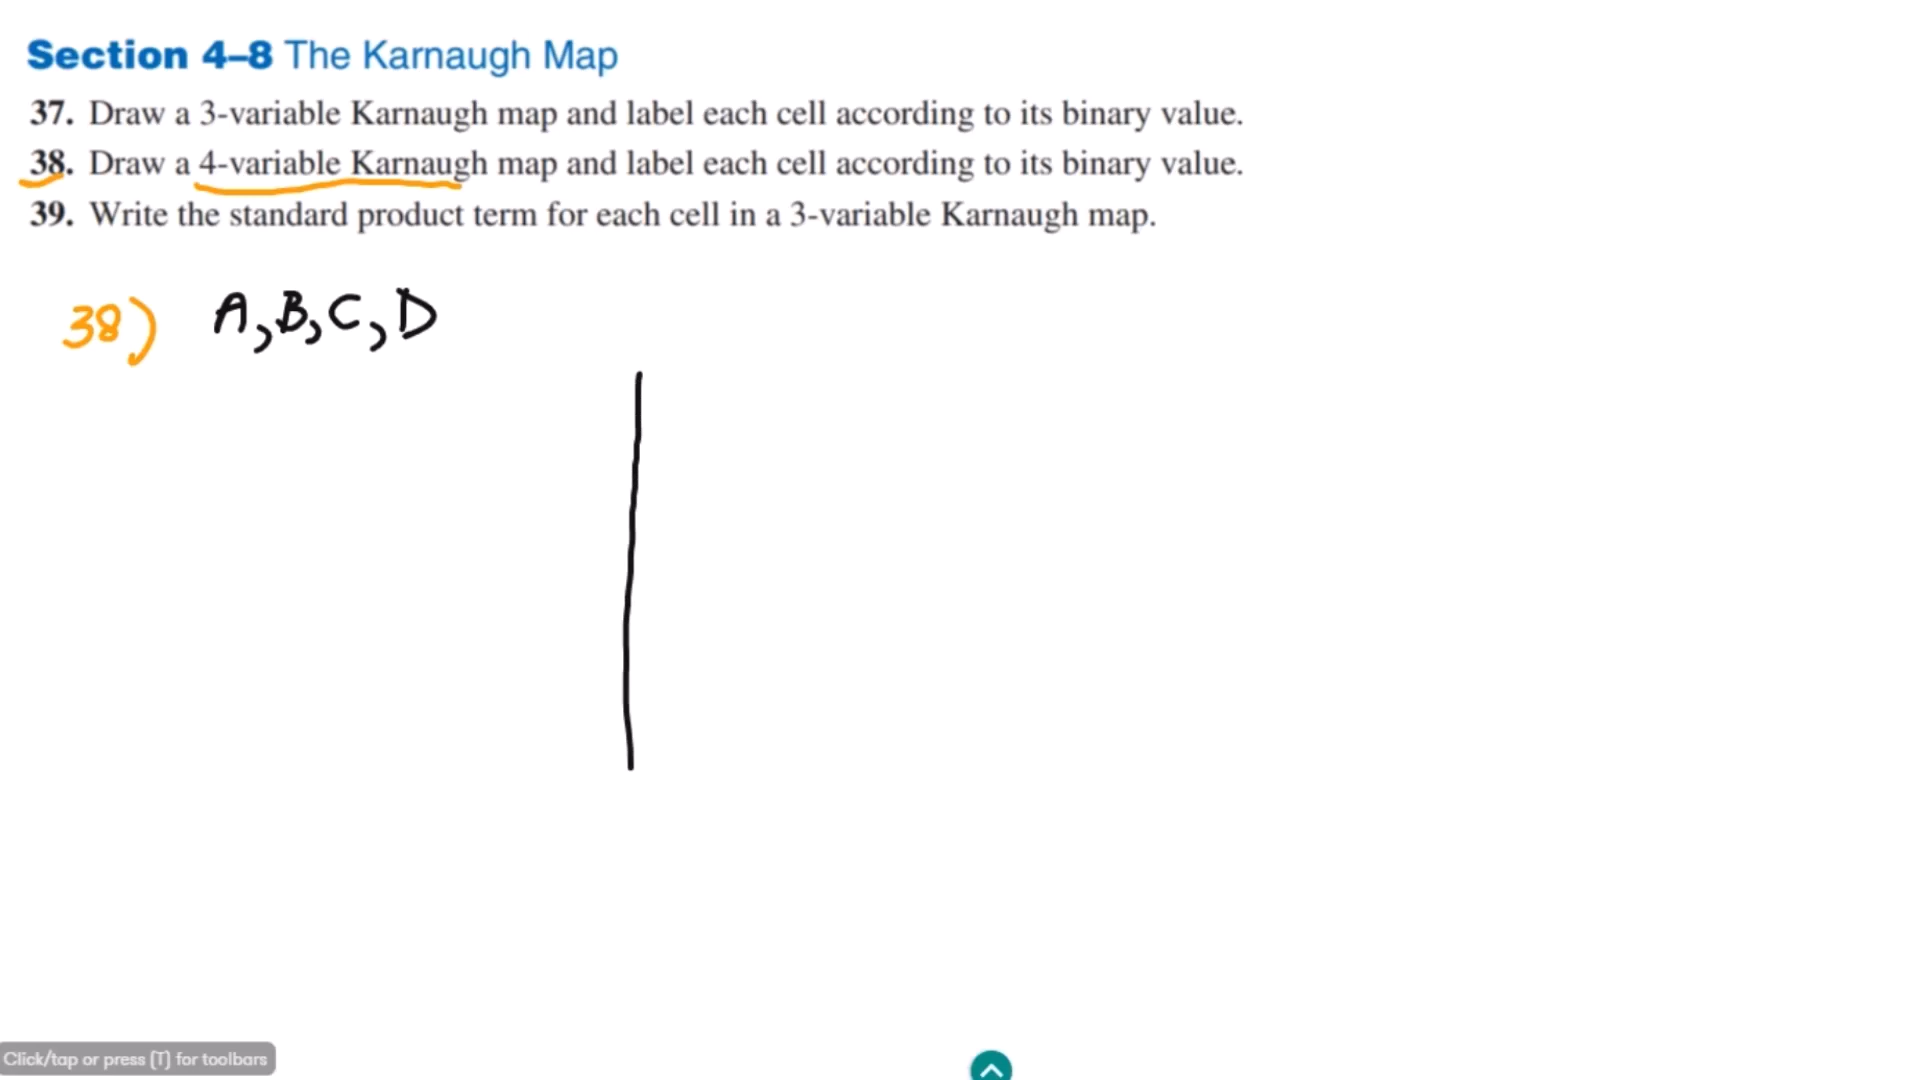 Section 4–8 The Karnaugh Map
37. Draw a 3-variable Karnaugh map and label each cell according to its binary value.
38. Draw a 4-variable Karnaugh map and label each cell according to its binary value.
39. Write the standard product term for each cell in a 3-variable Karnaugh map.
38) A,B,C,D
Click/tap or press (T) for toolbars